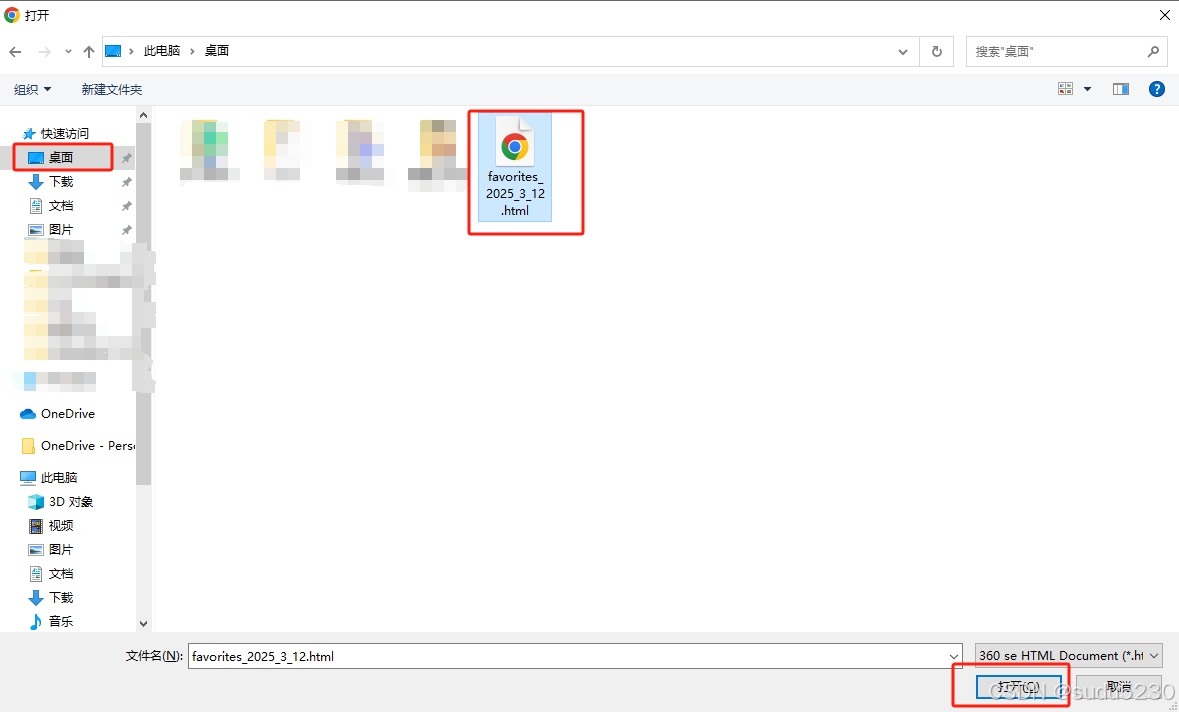 打开
此电脑 桌面
搜索"桌面"
组织 新建文件夹
快速访问
桌面
下载
文档
图片
OneDrive
OneDrive - Pers
此电脑
3D 对象
视频
图片
文档
下载
音乐
favorites_
2025_3_12
.html
文件名(N): favorites_2025_3_12.html
360 se HTML Document (*.ht
打开(O) 取消
CSDN @sudu5230